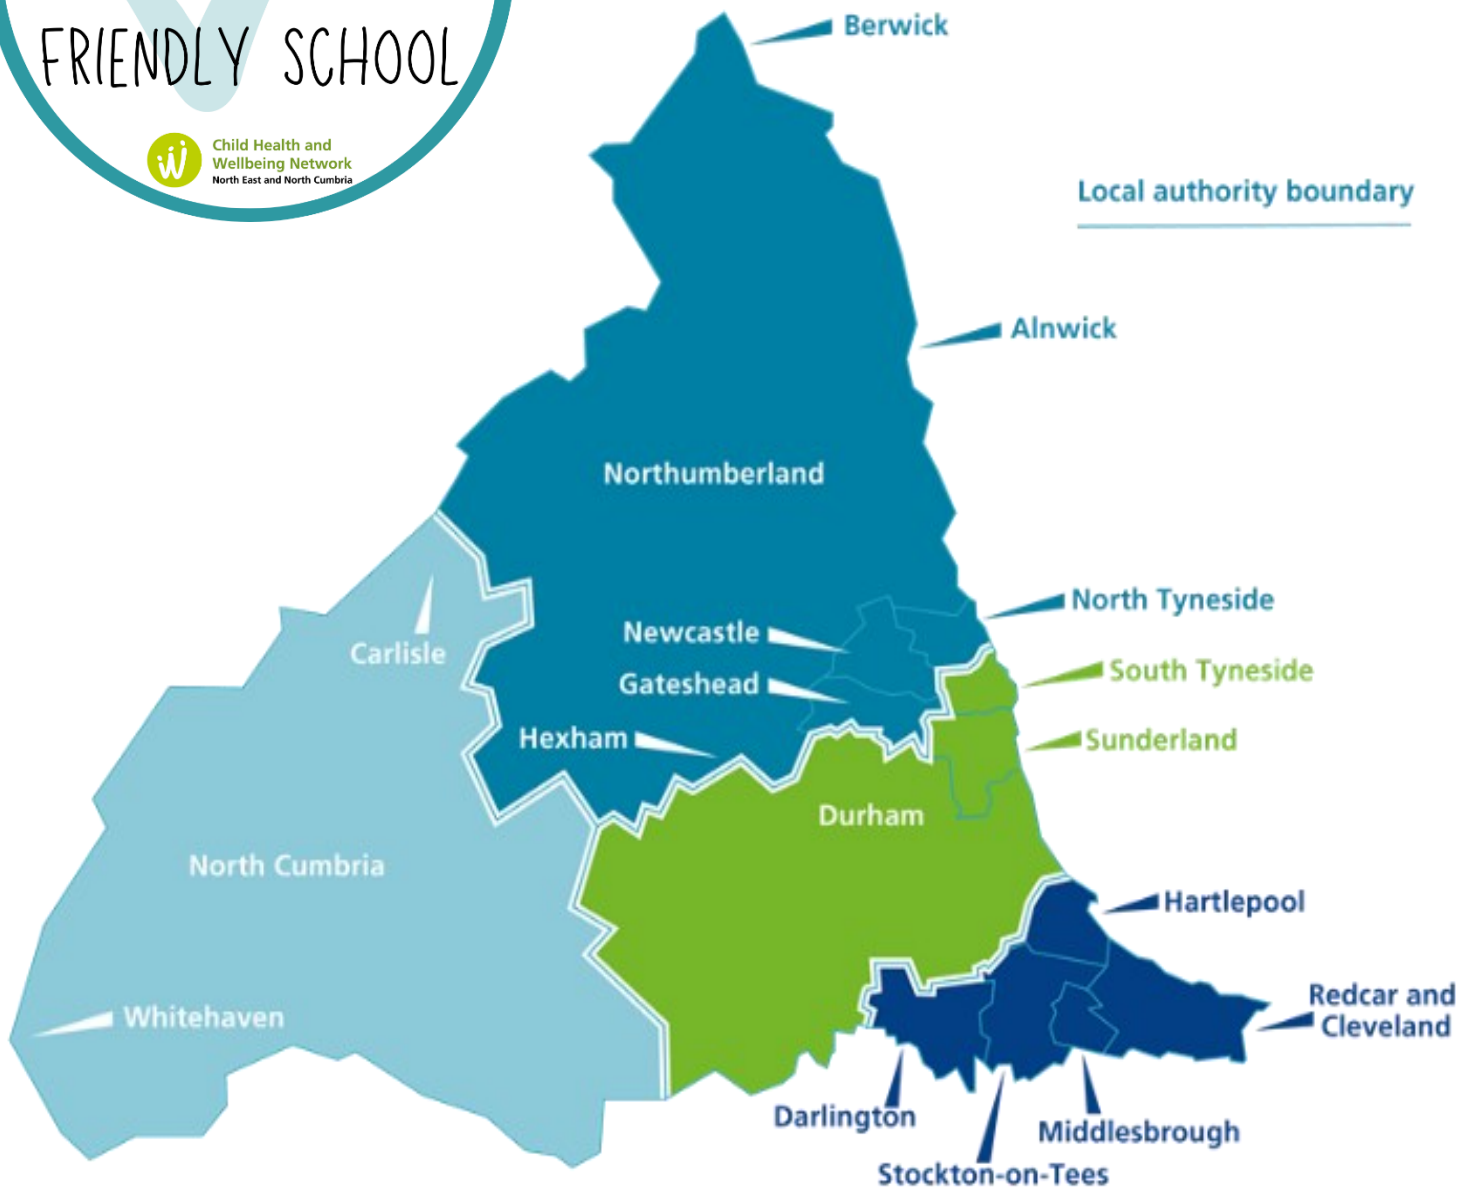 FRIENDLY SCHOOL
Child Health and
Wellbeing Network
North East and North Cumbria
Berwick
Local authority boundary
Alnwick
Northumberland
North Tyneside
Newcastle
Carlisle
South Tyneside
Gateshead
Hexham
Sunderland
Durham
North Cumbria
Hartlepool
Redcar and
Cleveland
Whitehaven
Darlington
Middlesbrough
Stockton-on-Tees